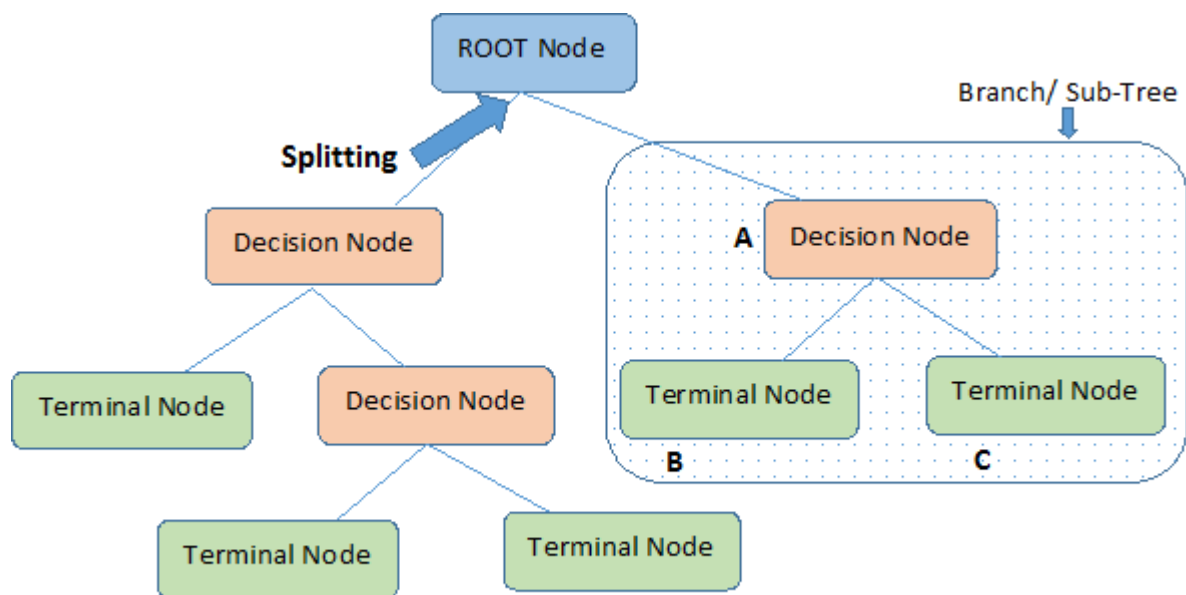 ROOT Node
Branch/ Sub-Tree
Splitting
Decision Node
A
Decision Node
Terminal Node
Decision Node
Terminal Node
Terminal Node
B
C
Terminal Node
Terminal Node